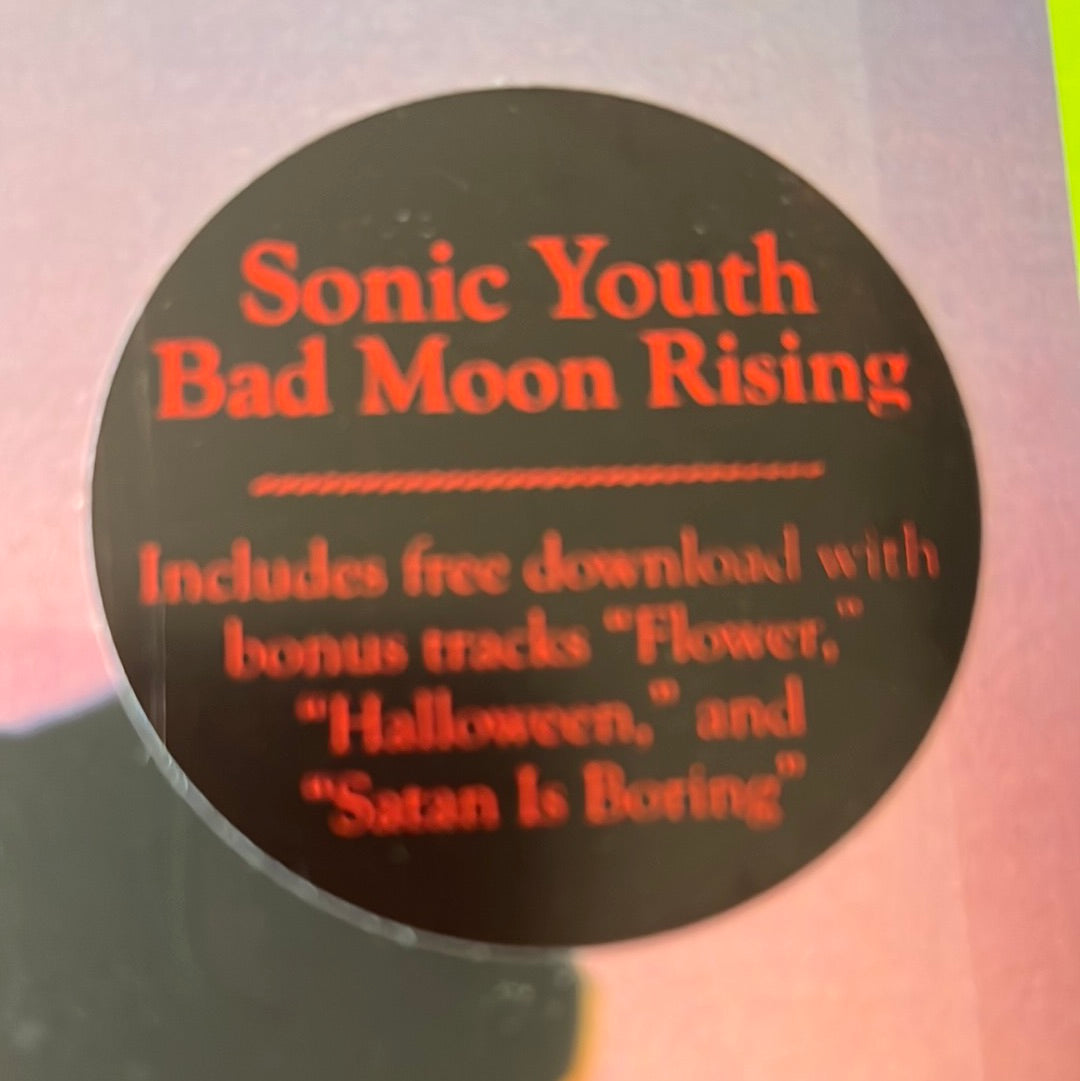 Sonic Youth
Bad Moon Rising
Includes free download with
bonus tracks "Flower,"
"Halloween," and
"Satan Is Boring"